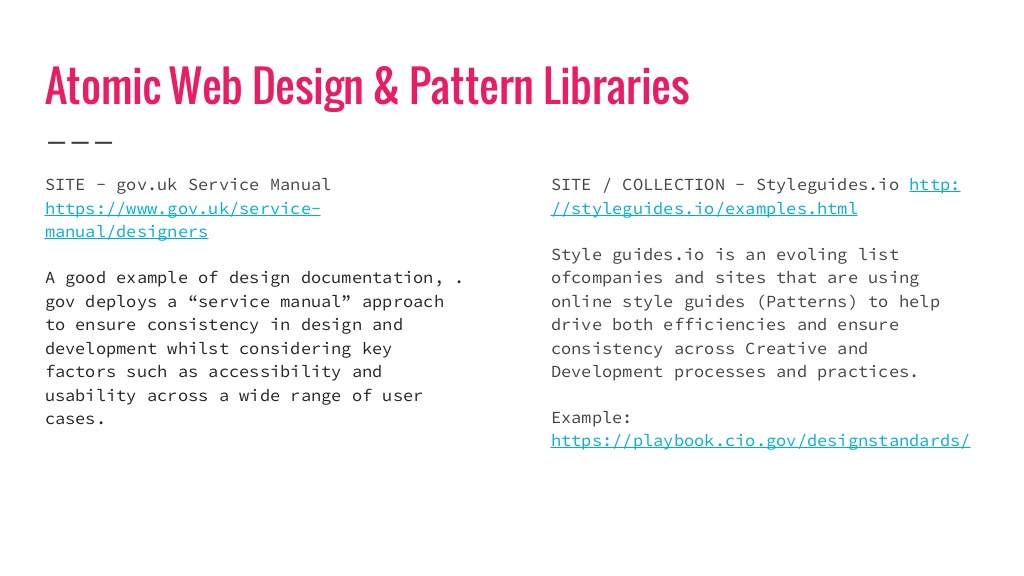 Atomic Web Design & Pattern Libraries
SITE - gov.uk Service Manual
https://www.gov.uk/service-
manual/designers
A good example of design documentation, .
gov deploys a “service manual” approach
to ensure consistency in design and
development whilst considering key
factors such as accessibility and
usability across a wide range of user
cases.
SITE / COLLECTION - Styleguides.io http:
//styleguides.io/examples.html
Style guides.io is an evoling list
ofcompanies and sites that are using
online style guides (Patterns) to help
drive both efficiencies and ensure
consistency across Creative and
Development processes and practices.
Example:
https://playbook.cio.gov/designstandards/